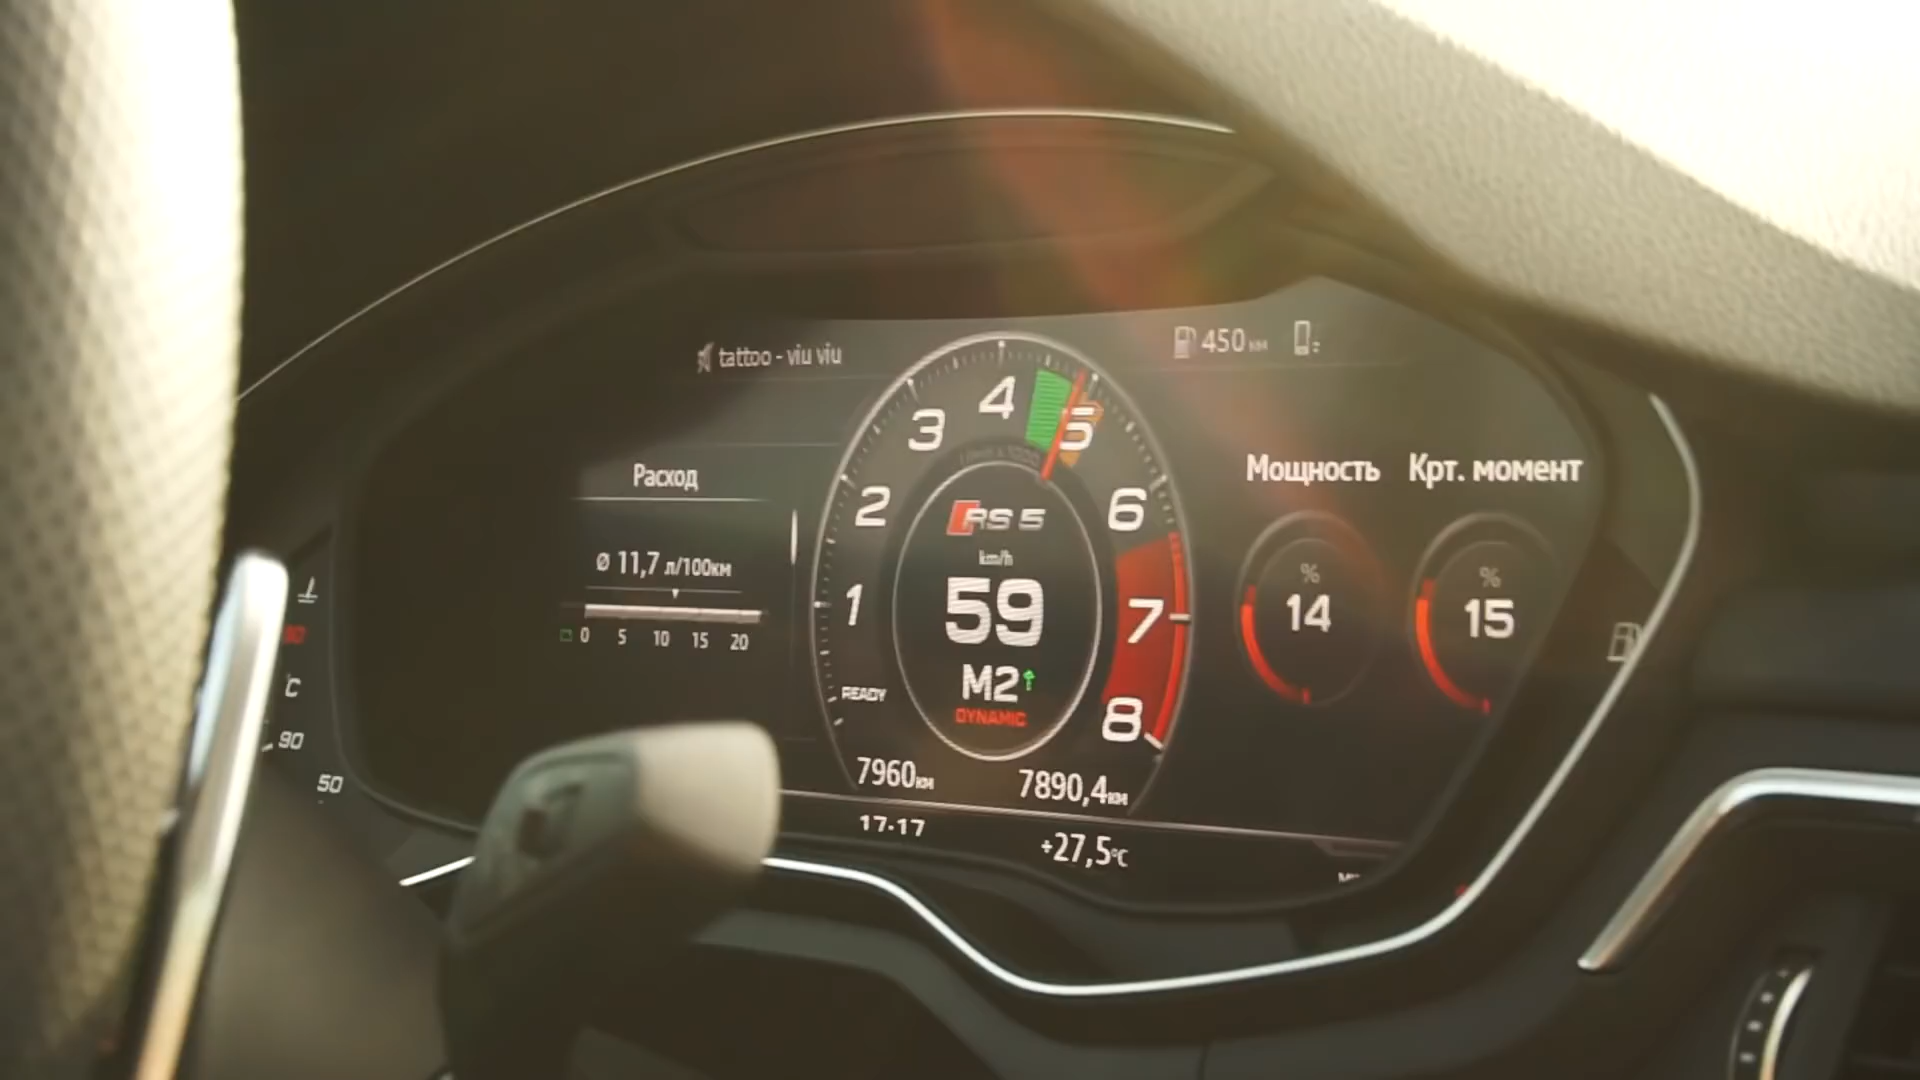 tattoo - viu viu
450 км
Расход
ø 11,7 л/100км
0 5 10 15 20
1
2
3
4
5
6
7
8
READY
RS 5
km/h
59
M2
DYNAMIC
Мощность
Крт. момент
%
14
%
15
°C
90
50
7960км
7890,4км
17:17
+27,5°C